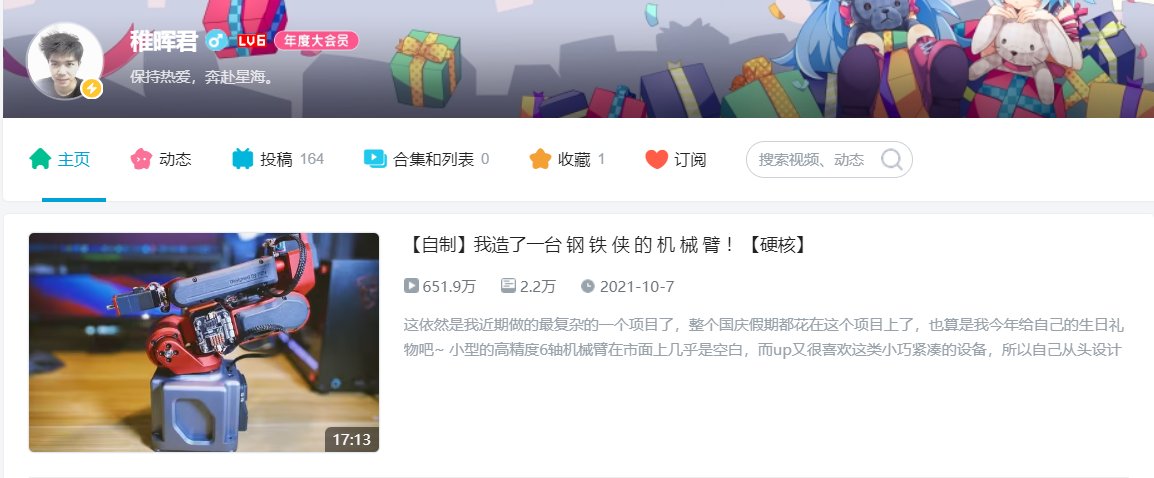 稚晖君 LV6 年度大会员
保持热爱，奔赴星海。
主页 动态 投稿 164 合集和列表 0 收藏 1 订阅 搜索视频、动态
【自制】我造了一台 钢 铁 侠 的 机 械 臂 ！【硬核】
651.9万 2.2万 2021-10-7
这依然是我近期做的最复杂的一个项目了，整个国庆假期都花在这个项目上了，也算是我今年给自己的生日礼
物吧~ 小型的高精度6轴机械臂在市面上几乎是空白，而up又很喜欢这类小巧紧凑的设备，所以自己从头设计
17:13